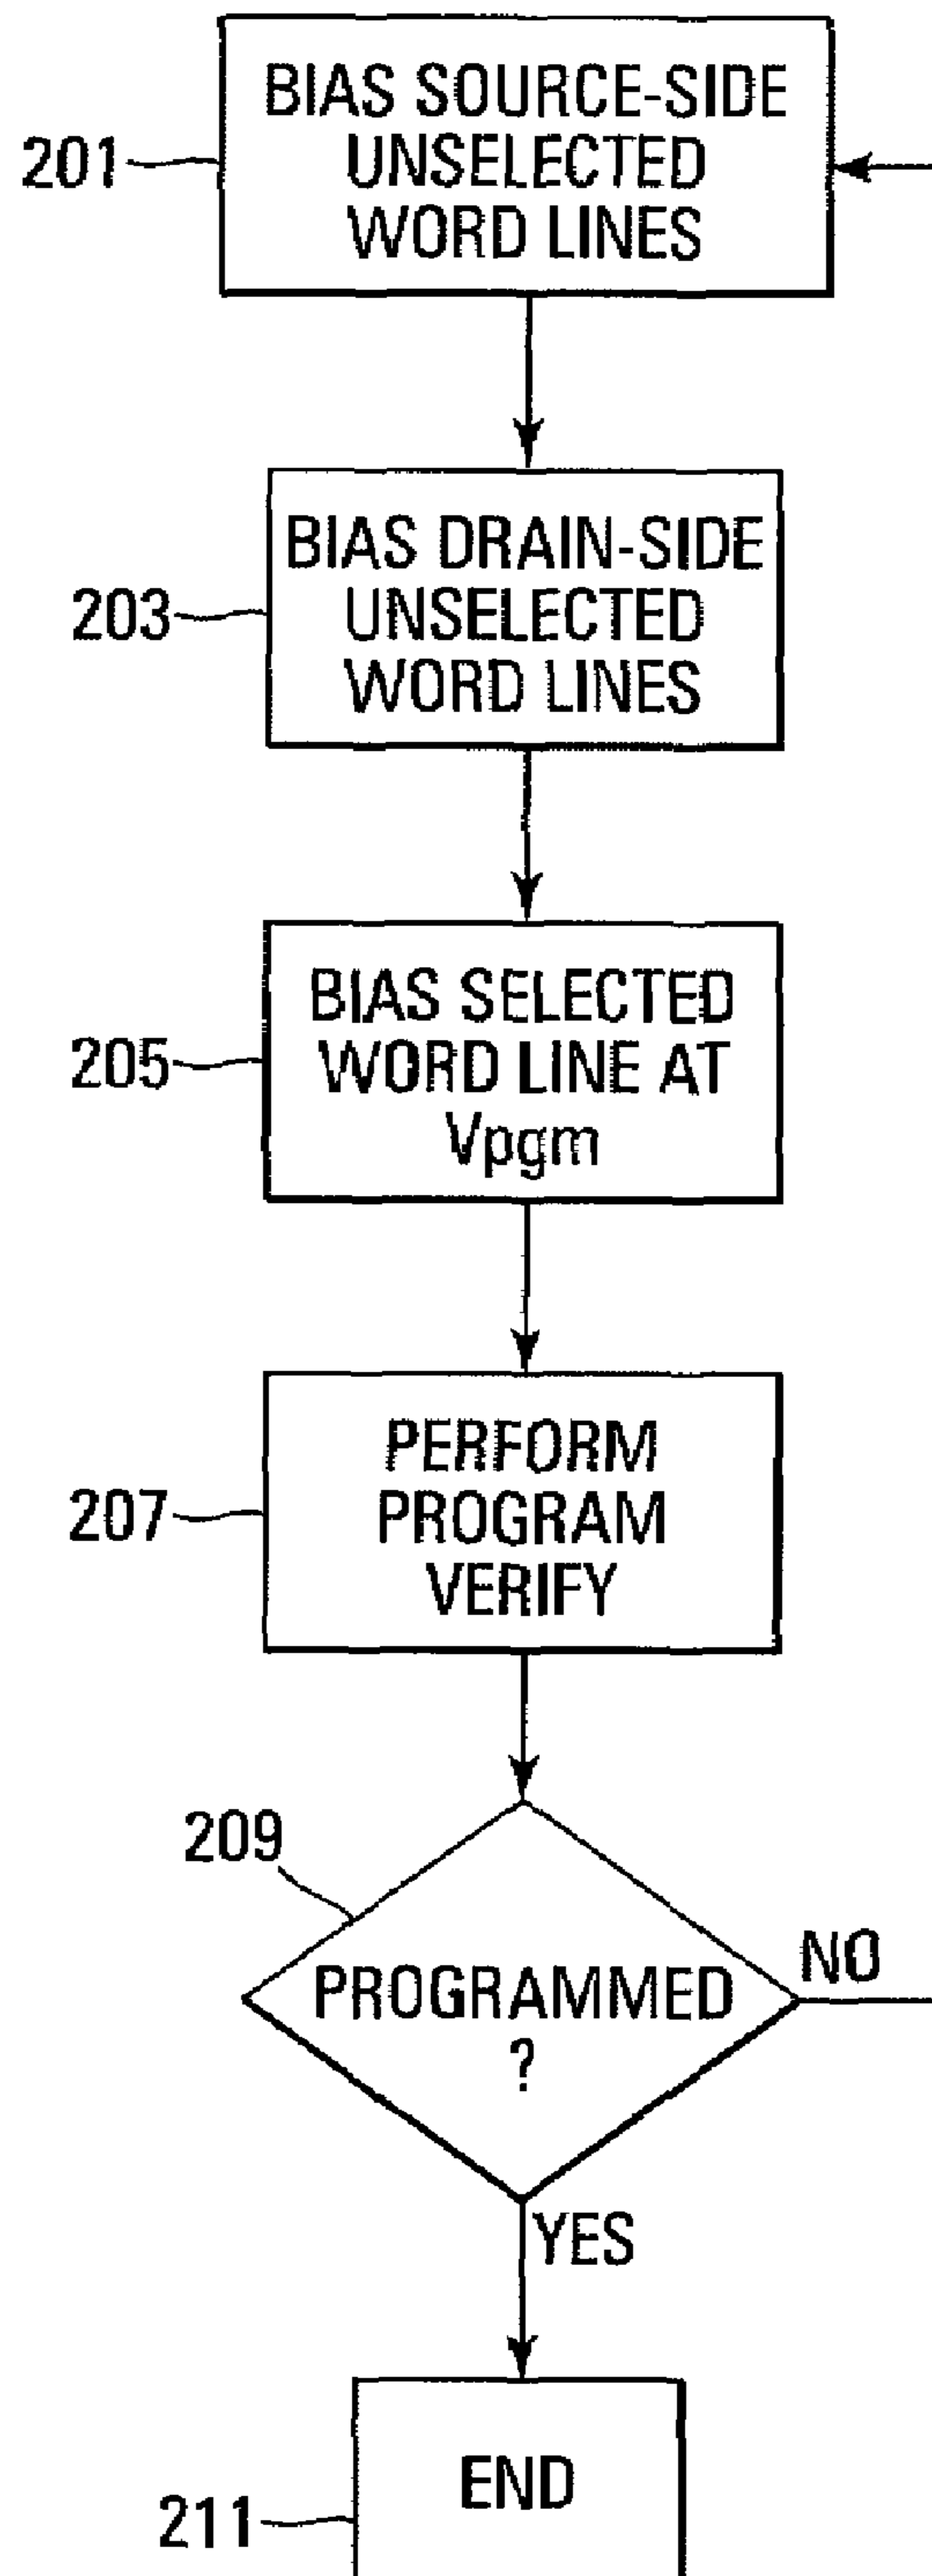 BIAS SOURCE-SIDE
UNSELECTED
WORD LINES
201
BIAS DRAIN-SIDE
UNSELECTED
WORD LINES
203
BIAS SELECTED
WORD LINE AT
Vpgm
205
PERFORM
PROGRAM
VERIFY
207
209
PROGRAMMED
?
NO
YES
END
211